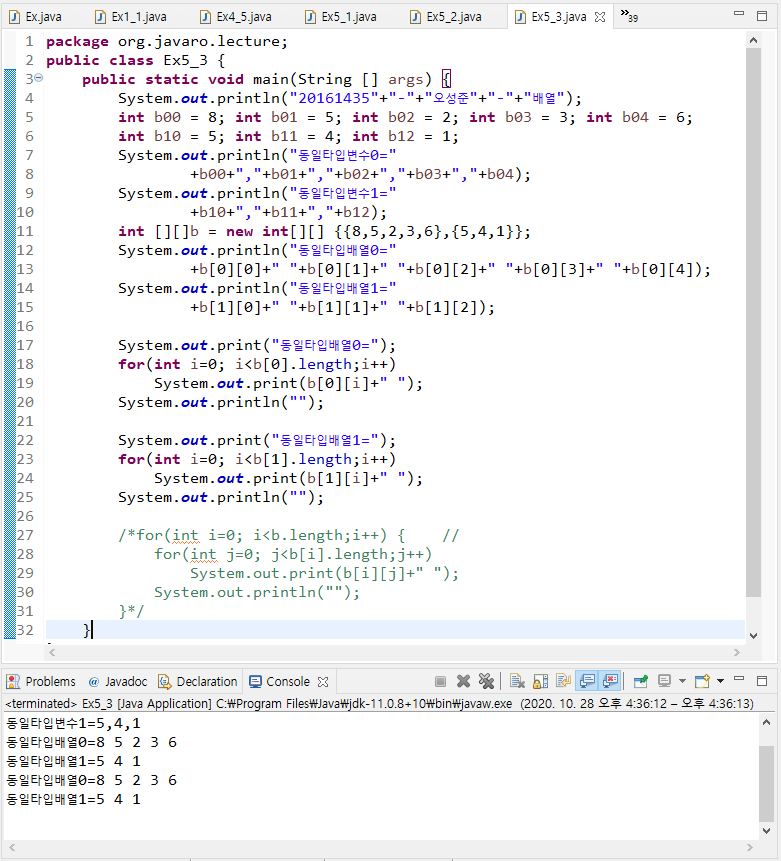 Ex.java Ex1_1.java Ex4_5.java Ex5_1.java Ex5_2.java Ex5_3.java »39
1 package org.javaro.lecture;
2 public class Ex5_3 {
3 public static void main(String [] args) {
4 System.out.println("20161435"+"-"+"오성준"+"-"+"배열");
5 int b00 = 8; int b01 = 5; int b02 = 2; int b03 = 3; int b04 = 6;
6 int b10 = 5; int b11 = 4; int b12 = 1;
7 System.out.println("동일타입변수0="
8 +b00+","+b01+","+b02+","+b03+","+b04);
9 System.out.println("동일타입변수1="
10 +b10+","+b11+","+b12);
11 int [][]b = new int[][] {{8,5,2,3,6},{5,4,1}};
12 System.out.println("동일타입배열0="
13 +b[0][0]+" "+b[0][1]+" "+b[0][2]+" "+b[0][3]+" "+b[0][4]);
14 System.out.println("동일타입배열1="
15 +b[1][0]+" "+b[1][1]+" "+b[1][2]);
16
17 System.out.print("동일타입배열0=");
18 for(int i=0; i<b[0].length;i++)
19 System.out.print(b[0][i]+" ");
20 System.out.println("");
21
22 System.out.print("동일타입배열1=");
23 for(int i=0; i<b[1].length;i++)
24 System.out.print(b[1][i]+" ");
25 System.out.println("");
26
27 /*for(int i=0; i<b.length;i++) { //
28 for(int j=0; j<b[i].length;j++)
29 System.out.print(b[i][j]+" ");
30 System.out.println("");
31 }*/
32 }
Problems @ Javadoc Declaration Console
<terminated> Ex5_3 [Java Application] C:₩Program Files₩Java₩jdk-11.0.8+10₩bin₩javaw.exe (2020. 10. 28 오후 4:36:12 – 오후 4:36:13)
동일타입변수1=5,4,1
동일타입배열0=8 5 2 3 6
동일타입배열1=5 4 1
동일타입배열0=8 5 2 3 6
동일타입배열1=5 4 1